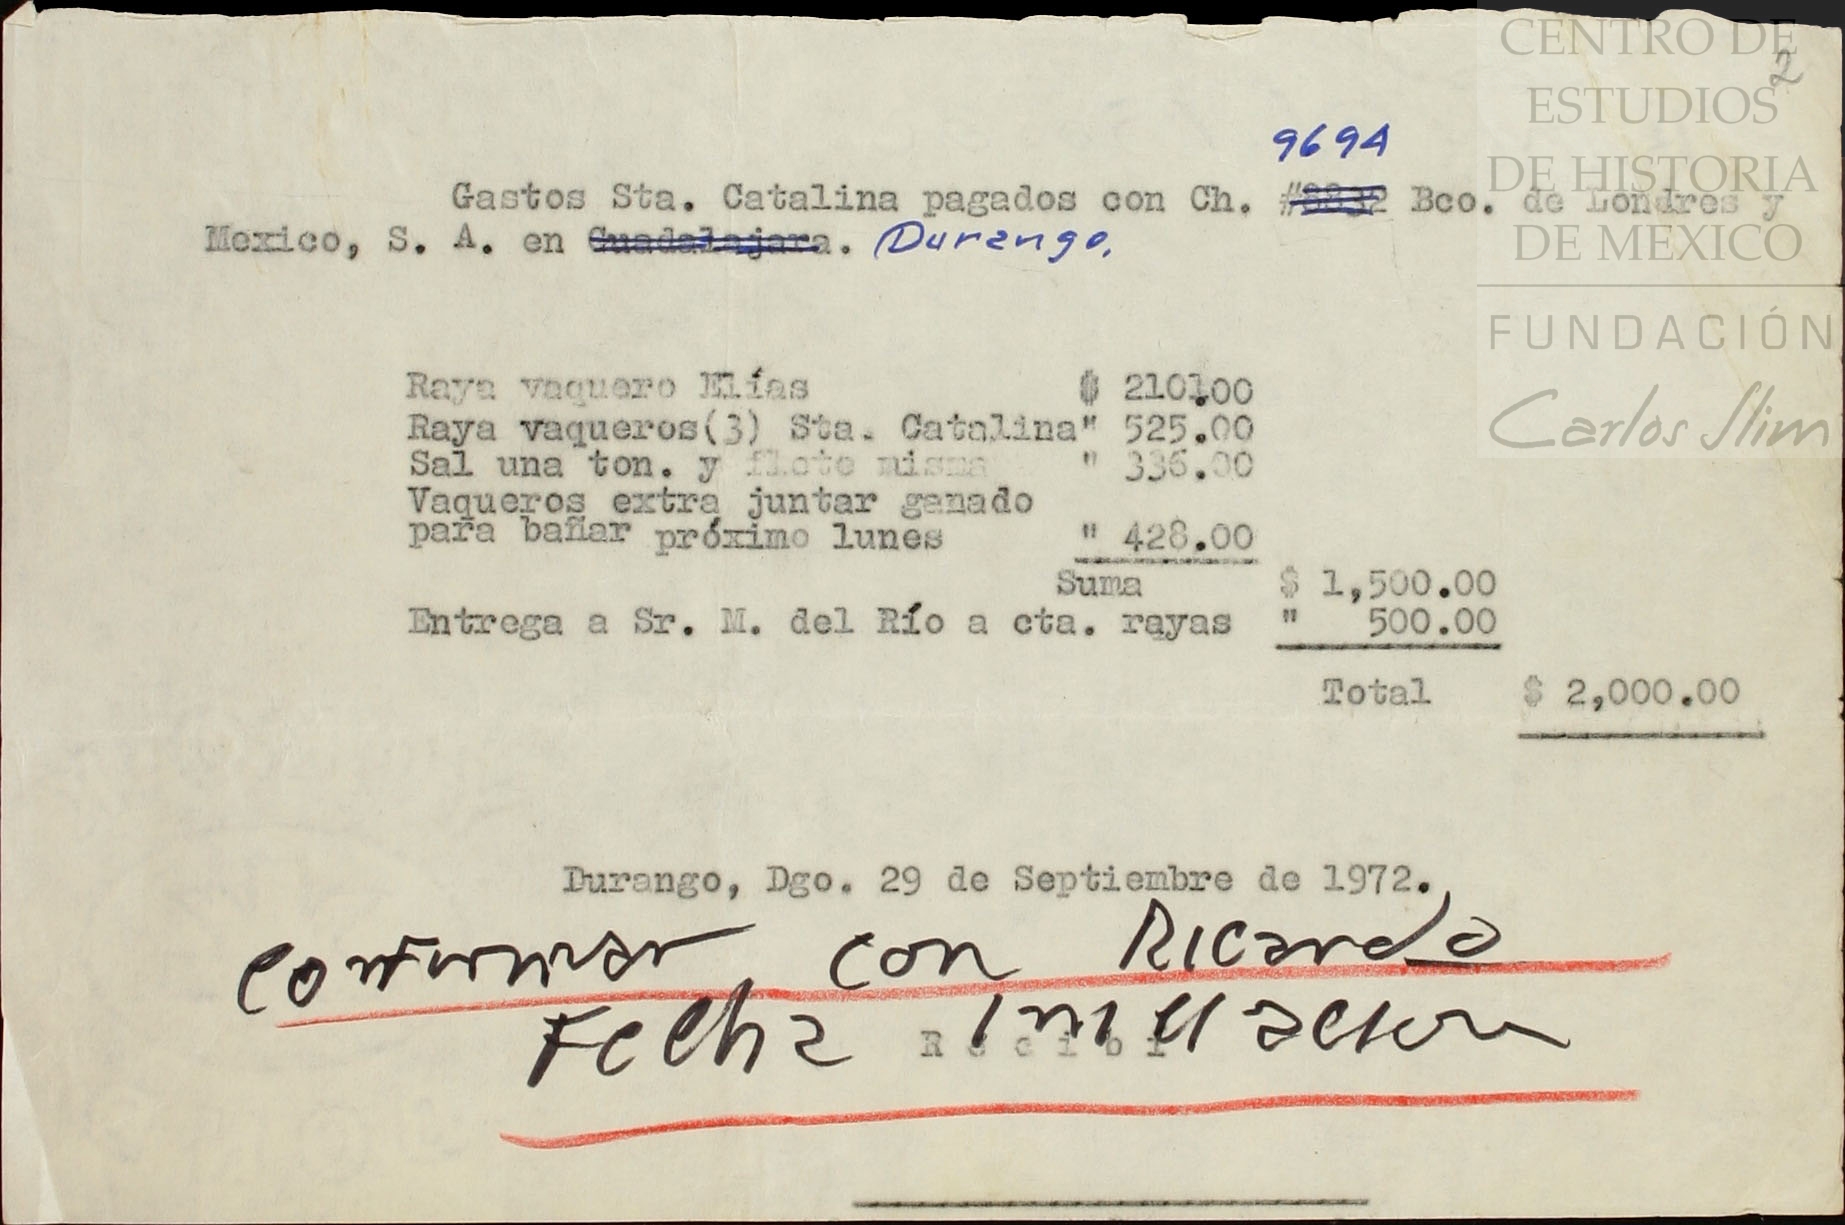 CENTRO DE
ESTUDIOS
DE HISTORIA
DE MEXICO
FUNDACIÓN
Carlos Slim
2
9694
Gastos Sta. Catalina pagados con Ch. #8832 Bco. de Londres y
Mexico, S. A. en Guadalajara. Durango.
Raya vaquero Elías $ 210.00
Raya vaqueros(3) Sta. Catalina" 525.00
Sal una ton. y flete misma " 336.00
Vaqueros extra juntar ganado
para bañar próximo lunes " 428.00
Suma $ 1,500.00
Entrega a Sr. M. del Río a cta. rayas " 500.00
Total $ 2,000.00
Durango, Dgo. 29 de Septiembre de 1972.
confirmar con Ricardo
Fecha
R e c i b í